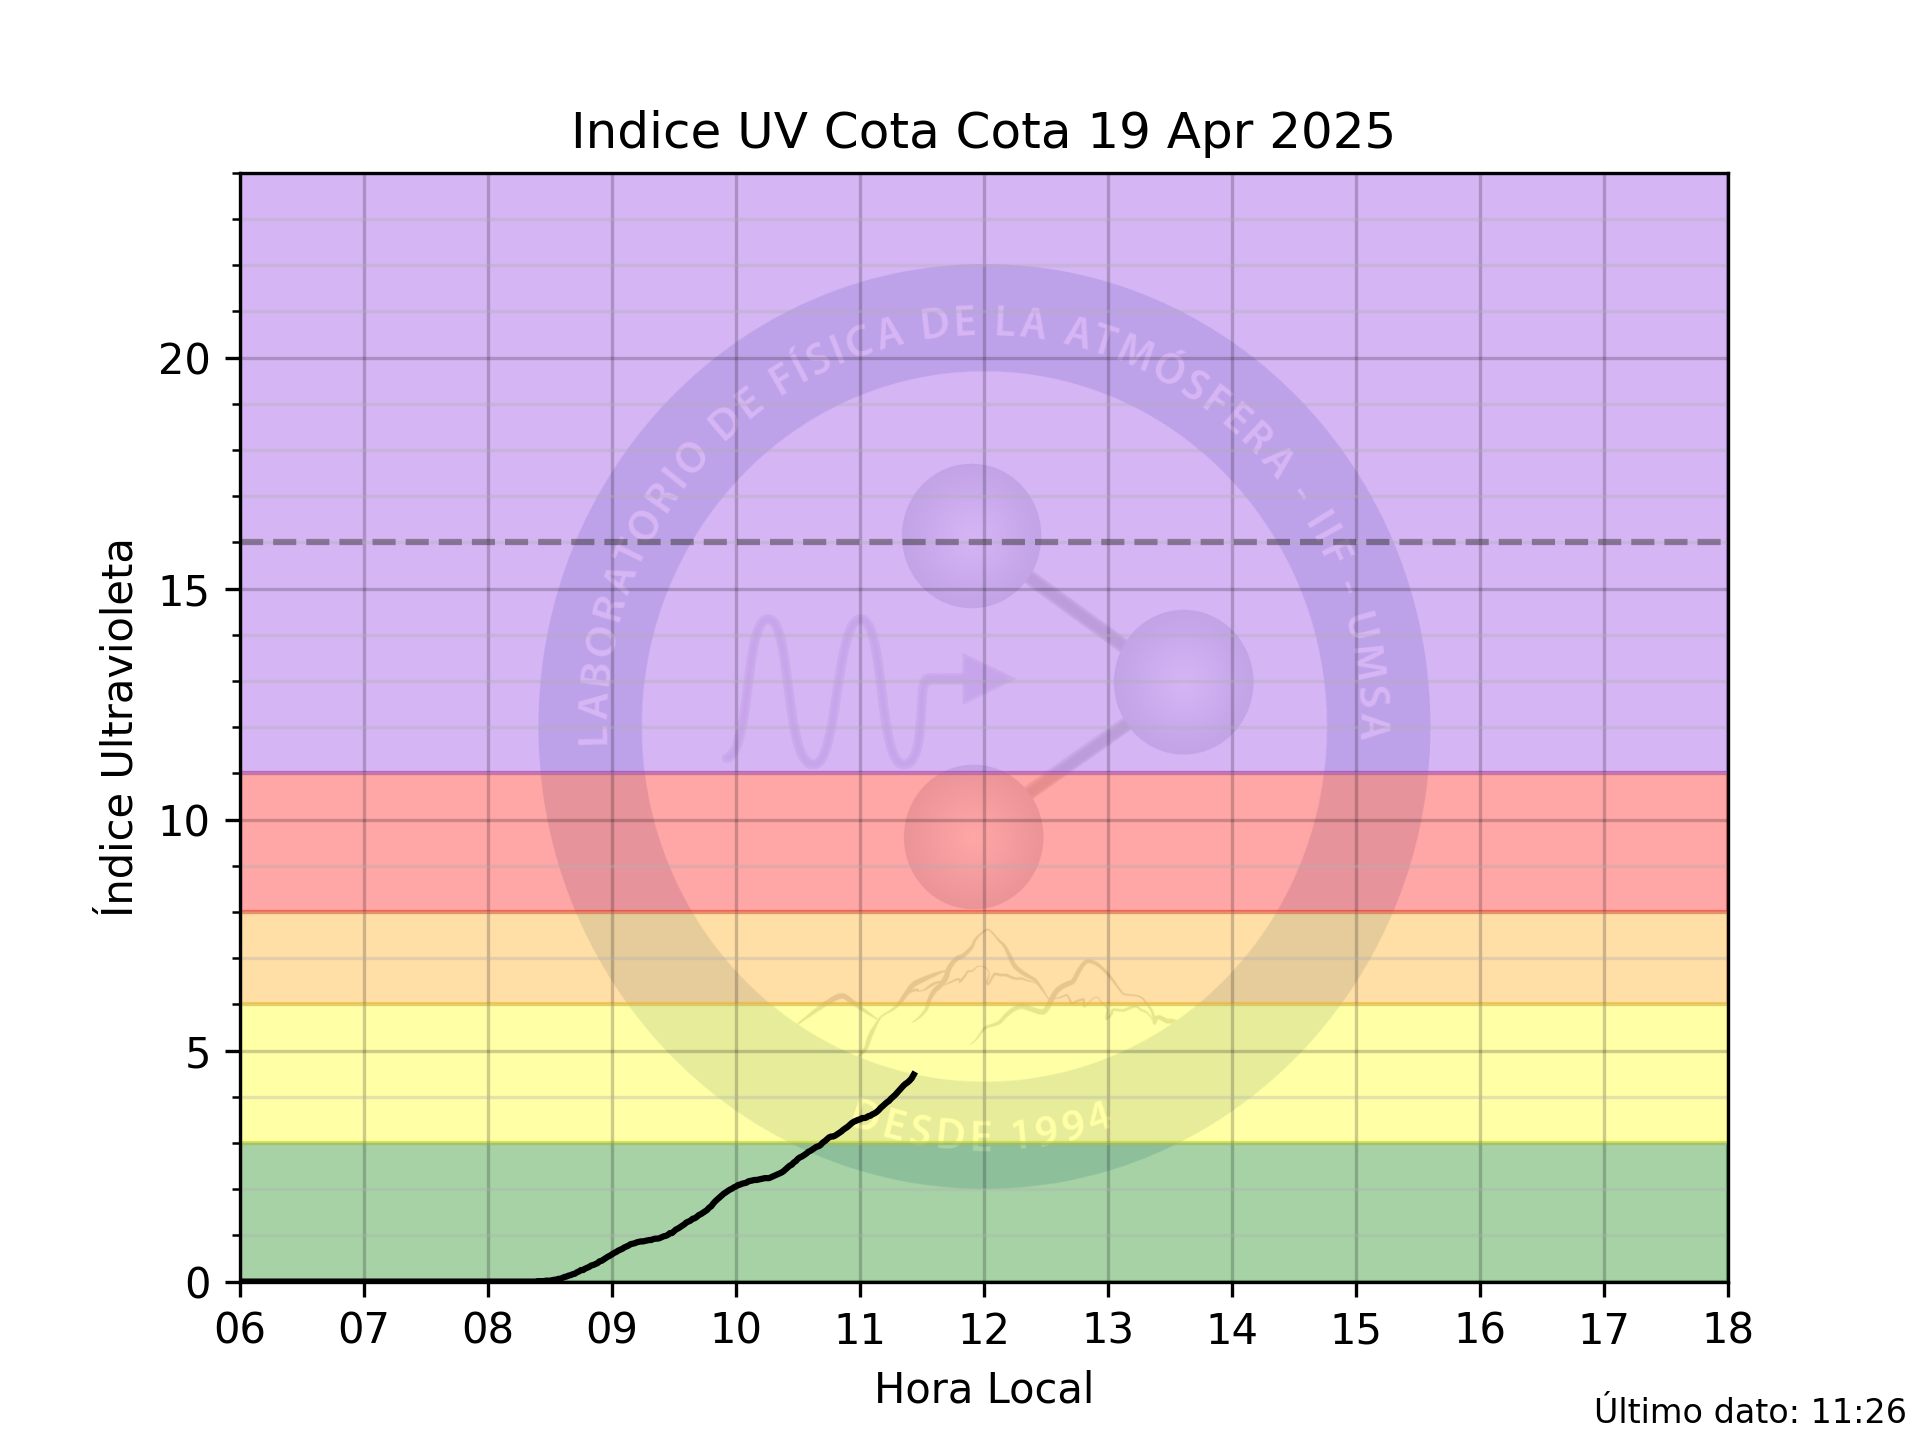 Indice UV Cota Cota 19 Apr 2025
Índice Ultravioleta
20
15
10
5
0
LABORATORIO DE FÍSICA DE LA ATMÓSFERA - IIF - UMSA
DESDE 1994
06 07 08 09 10 11 12 13 14 15 16 17 18
Hora Local
Último dato: 11:26